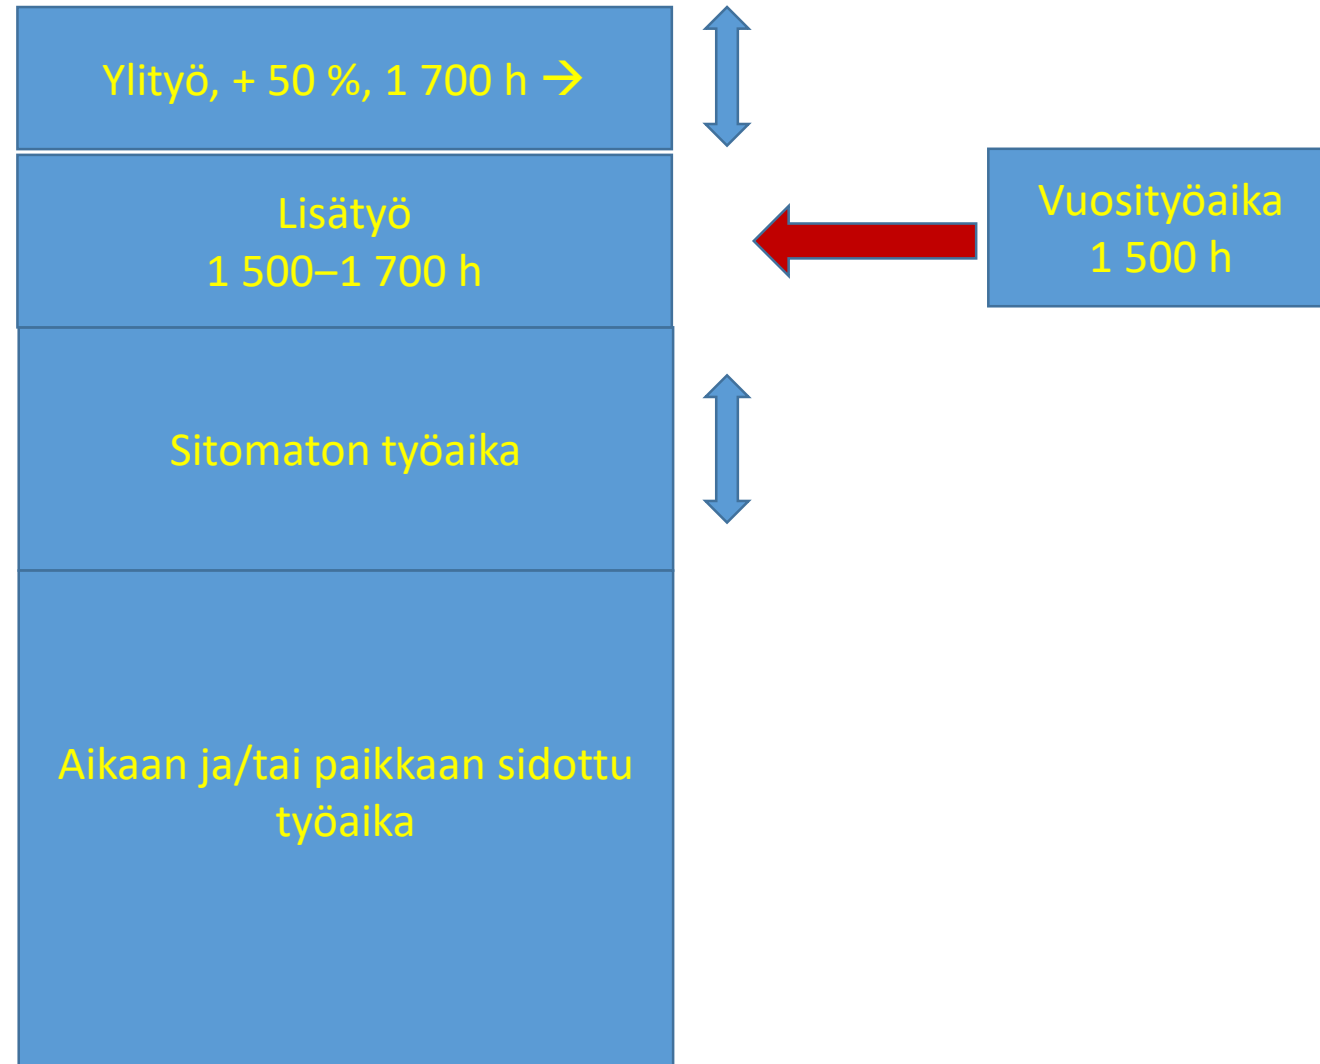 Ylityö, + 50 %, 1 700 h →
Lisätyö
1 500–1 700 h
Vuosityöaika
1 500 h
Sitomaton työaika
Aikaan ja/tai paikkaan sidottu
työaika